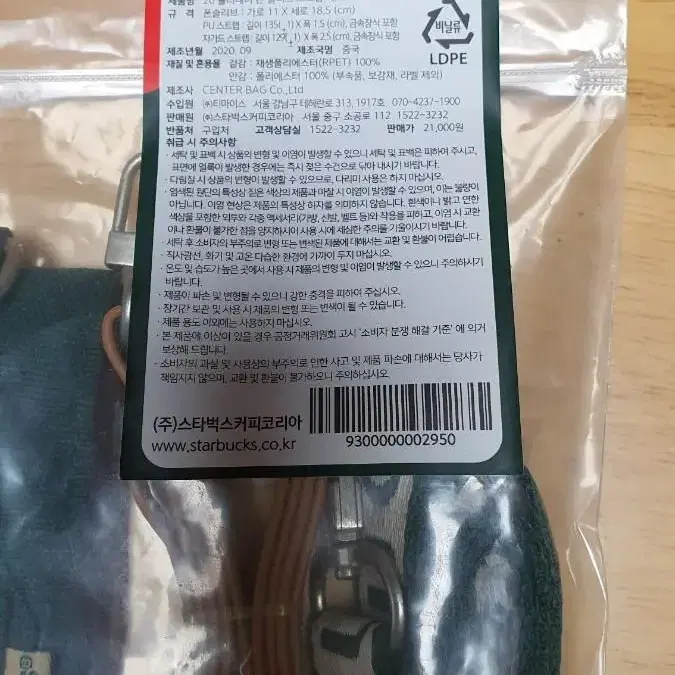 규 격 폰슬리브 : 가로 11 X 세로 18.5 (cm)
PU 스트랩 : 길이 135(±1) X 폭 1.5 (cm), 금속장식 포함
자가드 스트랩 : 길이 129(±1) X 폭 2.5 (cm), 금속장식 포함
제조년월 2020. 09 제조국명 중국
재질 및 혼용율 겉감 : 재생폴리에스터(RPET) 100%
안감 : 폴리에스터 100% (부속품, 보강재, 라벨 제외)
제조사 CENTER BAG Co.,Ltd
수입원 ㈜티마이스 서울 강남구 테헤란로 313, 1917호 070-4237-1900
판매원 ㈜스타벅스커피코리아 서울 중구 소공로 112 1522-3232
반품처 구입처 고객상담실 1522-3232 판매가 21,000원
비닐류
LDPE
취급 시 주의사항
· 세탁 및 표백 시 상품의 변형 및 이염이 발생할 수 있으니 세탁 및 표백은 피하여 주시고,
표면에 얼룩이 발생한 경우에는 즉시 젖은 수건으로 닦아 내시기 바랍니다.
· 다림질 시 상품의 변형이 발생할 수 있으므로, 다리미 사용은 하지 마십시오.
· 염색된 원단의 특성상 짙은 색상의 제품과 마찰 시 이염이 발생할 수 있으며, 이는 불량이
아닙니다. 이염 현상은 제품의 특성상 하자를 의미하지 않습니다. 흰색이나 밝고 연한
색상을 포함한 의류와 각종 액세서리(가방, 신발, 벨트 등)와 착용을 피하고, 이염 시 교환
이나 환불이 불가한 점을 양지하시어 사용 시에 세심한 주의를 기울이시기 바랍니다.
· 세탁 후 소비자의 부주의로 변형 또는 변색된 제품에 대해서는 교환 및 환불이 어렵습니다.
· 직사광선, 화기 및 고온 다습한 환경에 가까이 두지 마십시오.
· 온도 및 습도가 높은 곳에서 사용 시 제품의 변형 및 이염이 발생할 수 있으니 주의하시기
바랍니다.
· 제품이 파손 및 변형될 수 있으니 강한 충격을 피하여 주십시오.
· 장기간 보관 및 사용 시 제품의 변형 또는 변색이 될 수 있습니다.
· 제품 용도 이외에는 사용하지 마십시오.
· 본 제품에 이상이 있을 경우 공정거래위원회 고시 '소비자 분쟁 해결 기준' 에 의거
보상해 드립니다.
· 소비자의 과실 및 사용상의 부주의로 인한 사고 및 제품 파손에 대해서는 당사가
책임지지 않으며, 교환 및 환불이 불가하오니 주의하십시오.
(주)스타벅스커피코리아
www.starbucks.co.kr
9300000002950